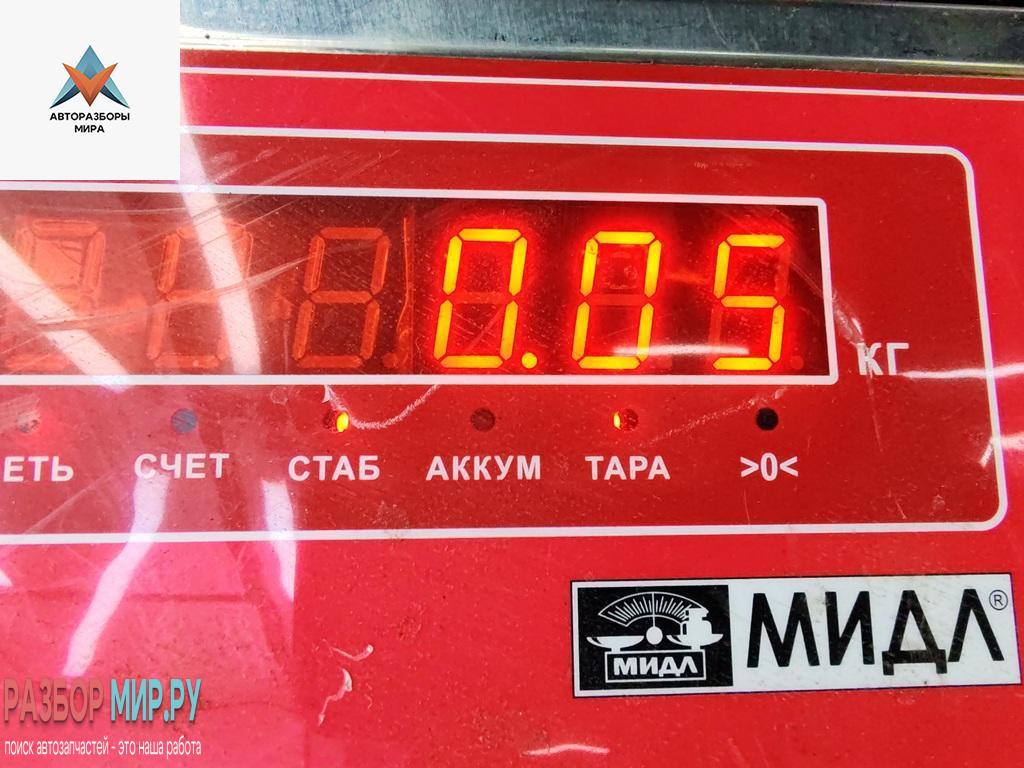 АВТОРАЗБОРЫ
МИРА
0.05
КГ
ЕТЬ СЧЕТ СТАБ АККУМ ТАРА >0<
МИДЛ
МИДЛ®
РАЗБОР МИР.РУ
поиск автозапчастей - это наша работа